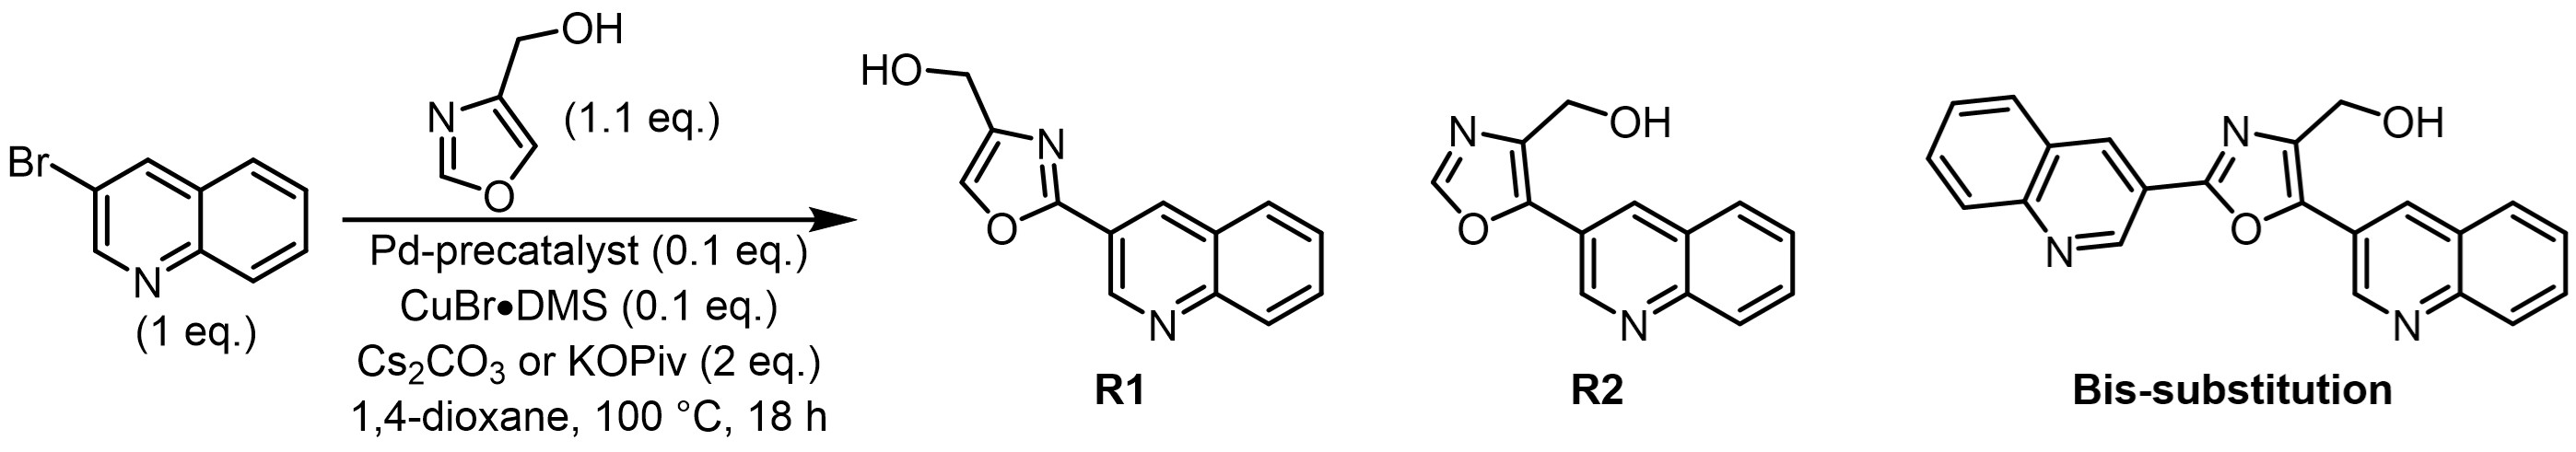 OH
N
(1.1 eq.)
O
Br
N
(1 eq.)
Pd-precatalyst (0.1 eq.)
CuBr•DMS (0.1 eq.)
Cs2CO3 or KOPiv (2 eq.)
1,4-dioxane, 100 °C, 18 h
HO
N
O
N
R1
N
OH
O
N
R2
N
OH
O
N
N
Bis-substitution